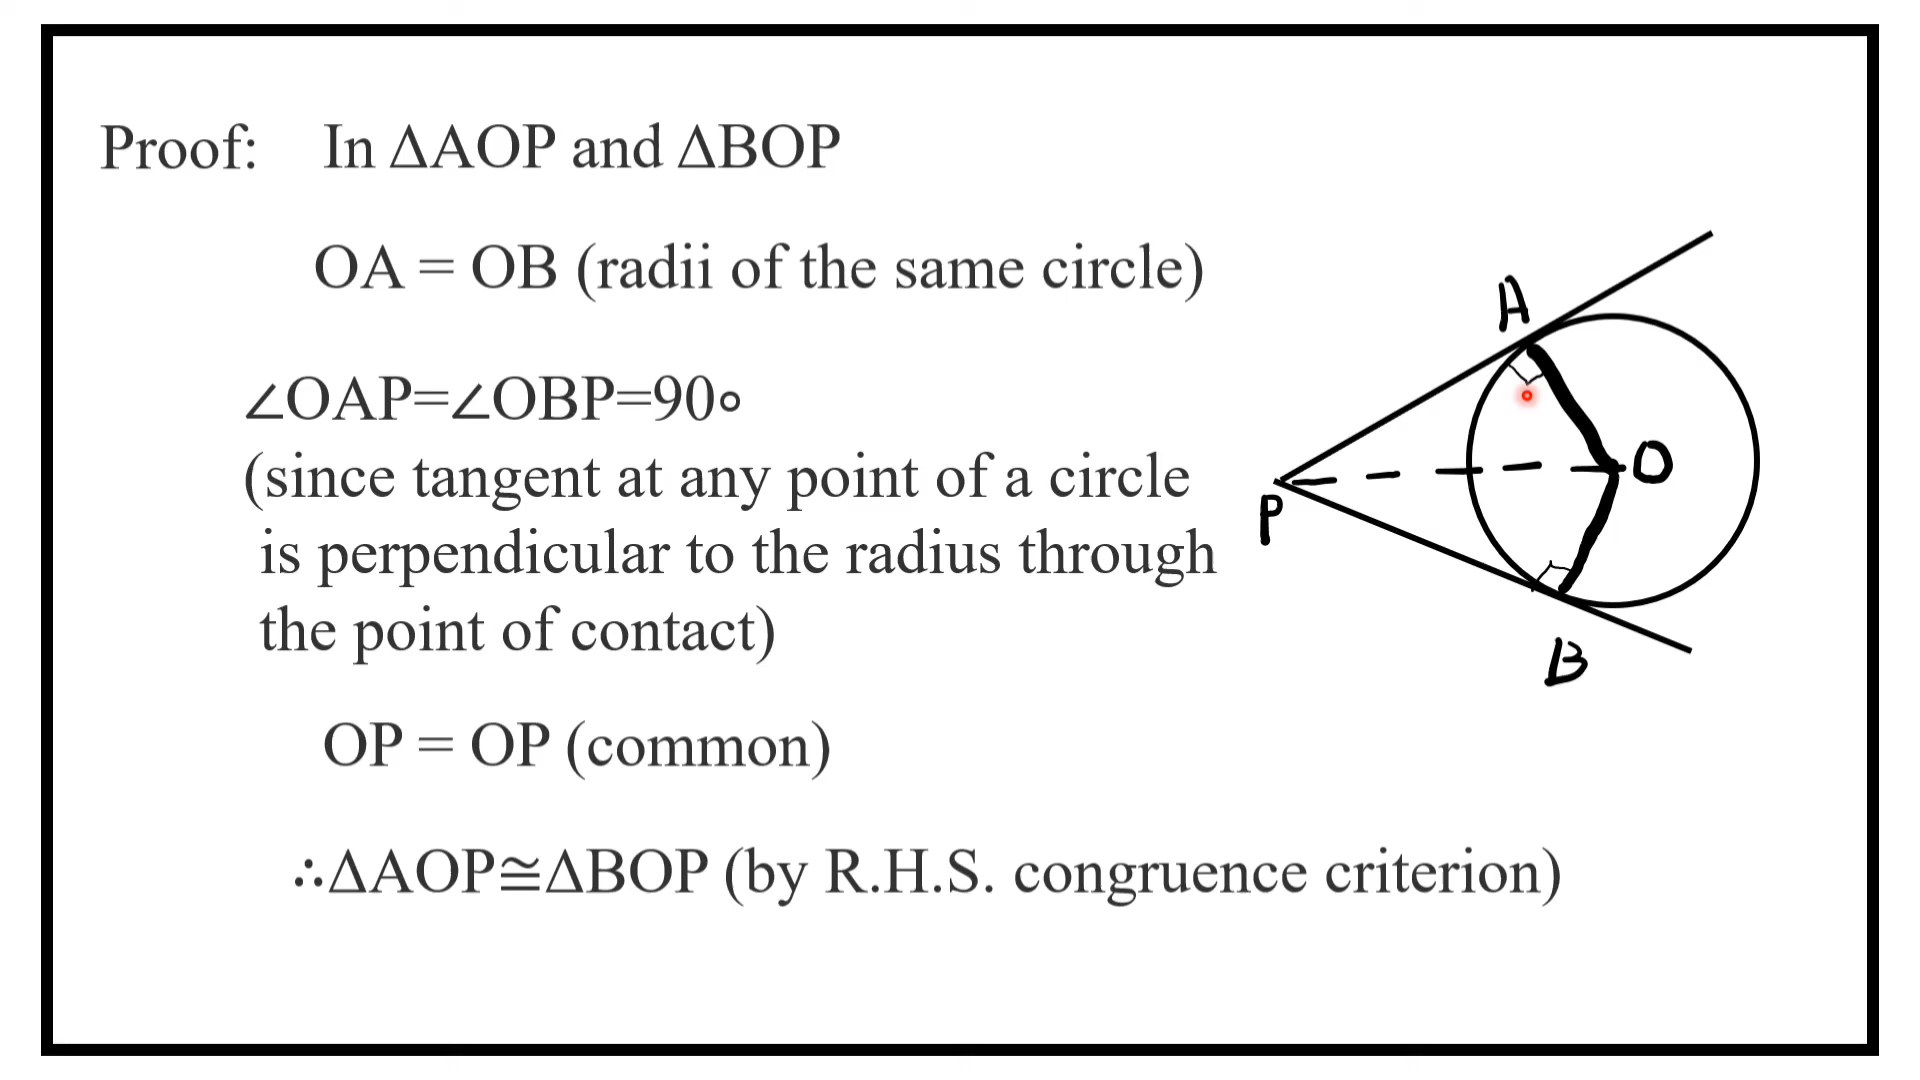 Proof: In ΔAOP and ΔBOP
OA = OB (radii of the same circle)
∠OAP=∠OBP=90∘
(since tangent at any point of a circle
is perpendicular to the radius through
the point of contact)
OP = OP (common)
∴ΔAOP≅ΔBOP (by R.H.S. congruence criterion)
A
O
P
B